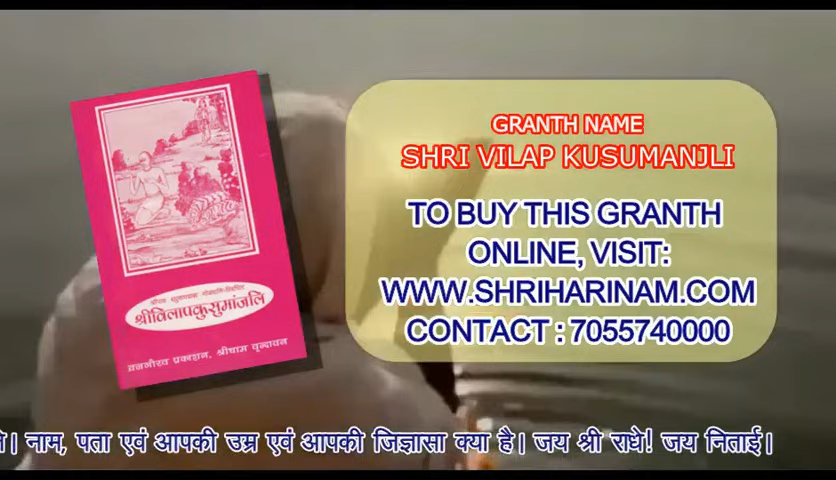 GRANTH NAME
SHRI VILAP KUSUMANJLI
TO BUY THIS GRANTH
ONLINE, VISIT:
WWW.SHRIHARINAM.COM
CONTACT : 7055740000
श्रीविलापकुसुमांजलि
व्रजगौरव प्रकाशन, श्रीधाम वृन्दावन
नाम, पता एवं आपकी उम्र एवं आपकी जिज्ञासा क्या है। जय श्री राधे! जय निताई।